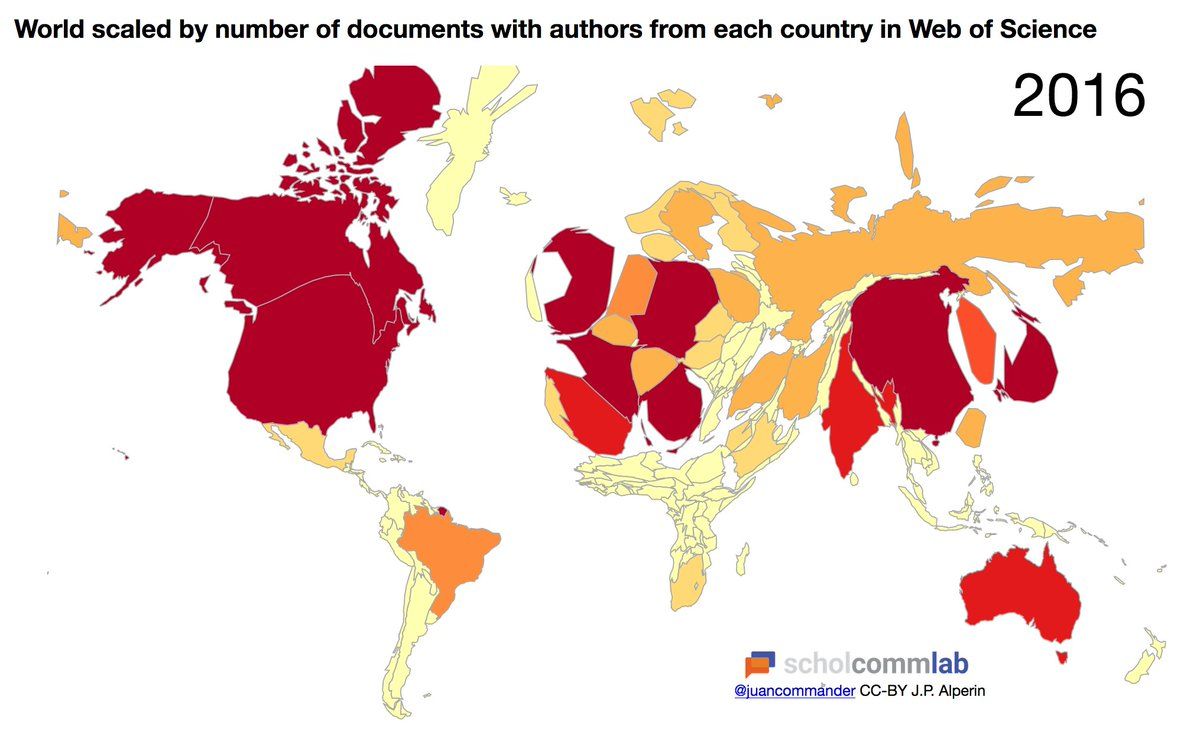 World scaled by number of documents with authors from each country in Web of Science
2016
scholcommlab
@juancommander CC-BY J.P. Alperin